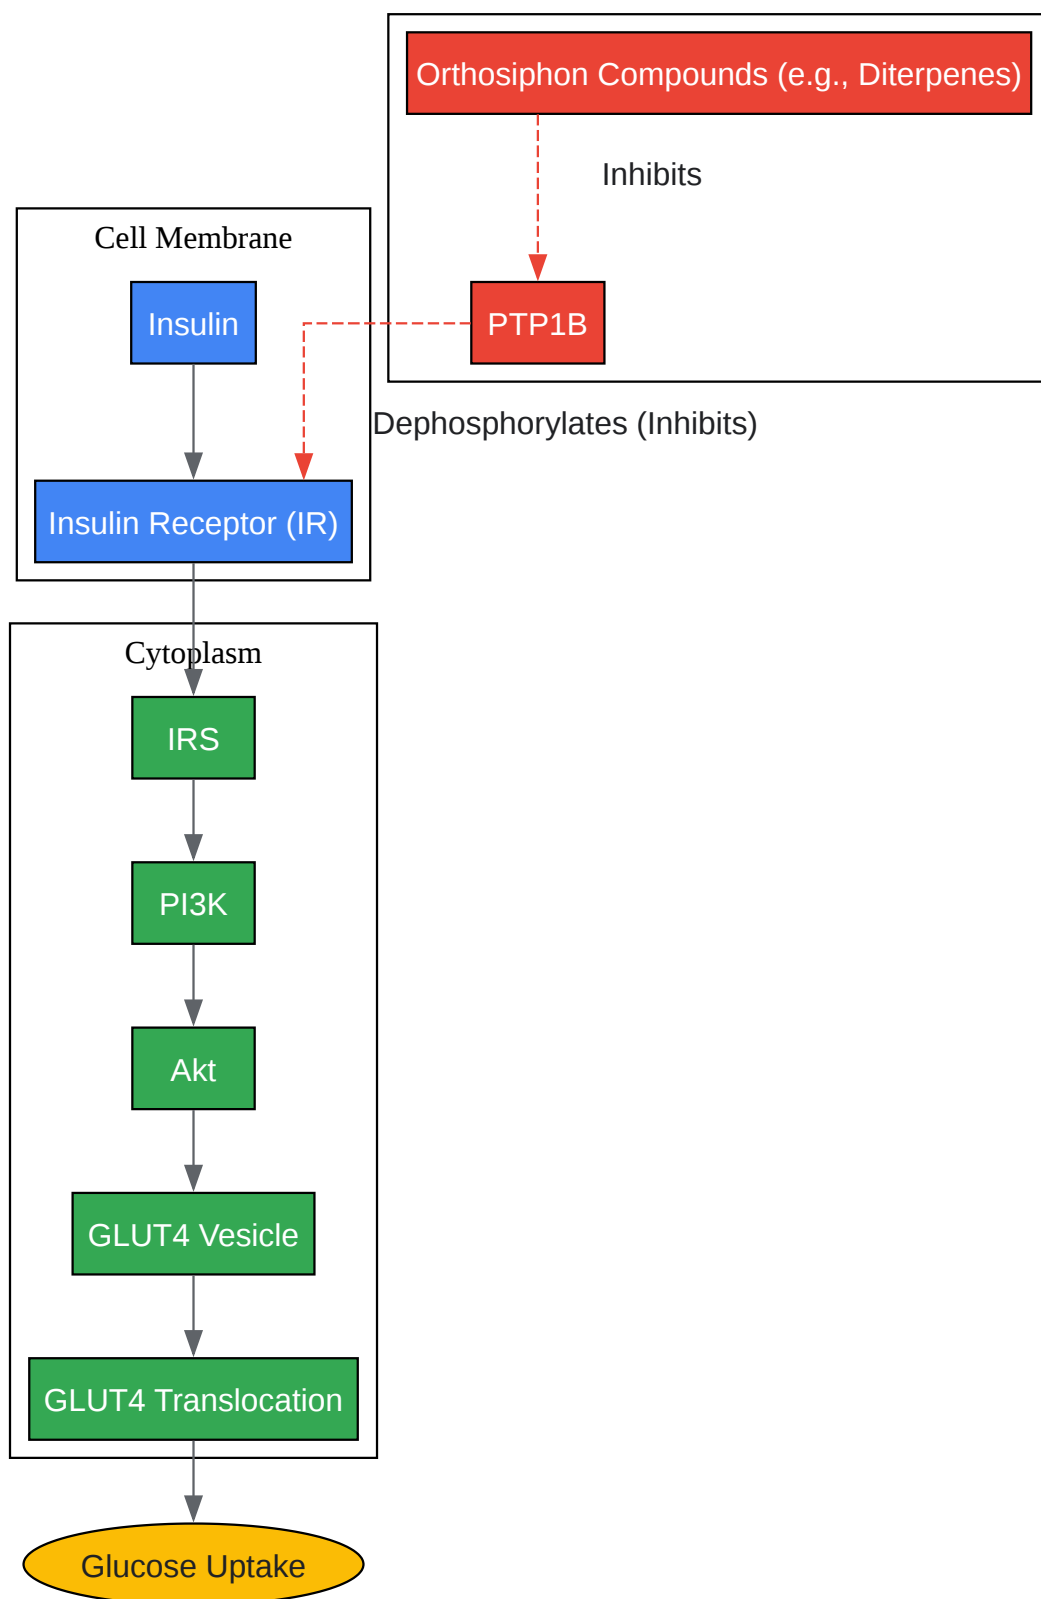 Orthosiphon Compounds (e.g., Diterpenes)
Inhibits
Cell Membrane
Insulin
PTP1B
Dephosphorylates (Inhibits)
Insulin Receptor (IR)
Cytoplasm
IRS
PI3K
Akt
GLUT4 Vesicle
GLUT4 Translocation
Glucose Uptake